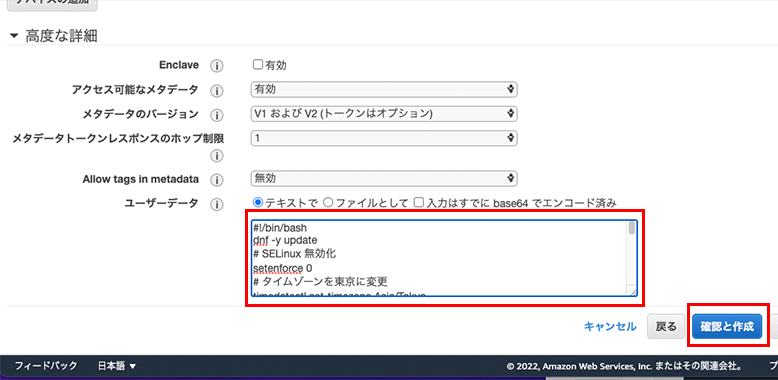 デバイスの追加
高度な詳細
Enclave 有効
アクセス可能なメタデータ 有効
メタデータのバージョン V1 および V2 (トークンはオプション)
メタデータトークンレスポンスのホップ制限 1
Allow tags in metadata 無効
ユーザーデータ テキストで ファイルとして 入力はすでに base64 でエンコード済み
#!/bin/bash
dnf -y update
# SELinux 無効化
setenforce 0
# タイムゾーンを東京に変更
キャンセル 戻る 確認と作成
フィードバック 日本語 © 2022, Amazon Web Services, Inc. またはその関連会社。